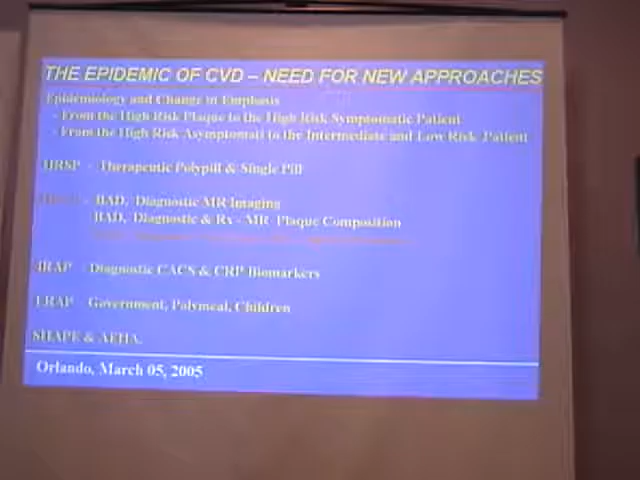 THE EPIDEMIC OF CVD – NEED FOR NEW APPROACHES
Epidemiology and Change in Emphasis
- From the High Risk Plaque to the High Risk Symptomatic Patient
- From the High Risk Asymptomati to the Intermediate and Low Risk Patient
HRSP - Therapeutic Polypill & Single Pill
- BAD, Diagnostic MR Imaging
BAD, Diagnostic & Rx - MR Plaque Composition
IRAP - Diagnostic CACS & CRP Biomarkers
LRAP Government, Polymeal, Children
SHAPE & AEHA.
Orlando, March 05, 2005